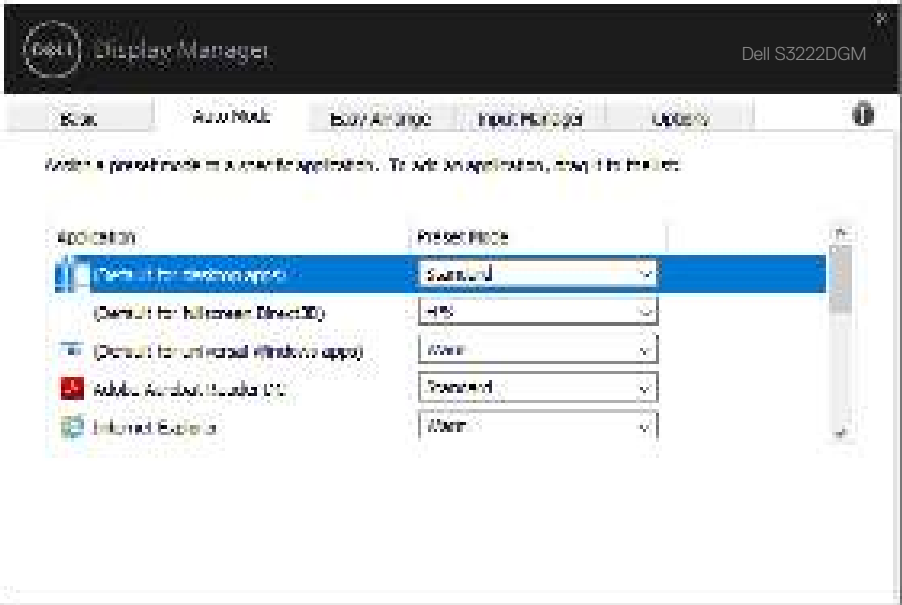 DELL Display Manager
Dell S3222DGM
Basic Auto Mode Easy Arrange Input Manager Options
Assign a preset mode to a specific application. To add an application, drag it to the list:
Application Preset Mode
(Default for desktop apps) Standard
(Default for fullscreen Direct3D) FPS
(Default for universal Windows apps) Warm
Adobe Acrobat Reader DC Standard
Internet Explorer Warm